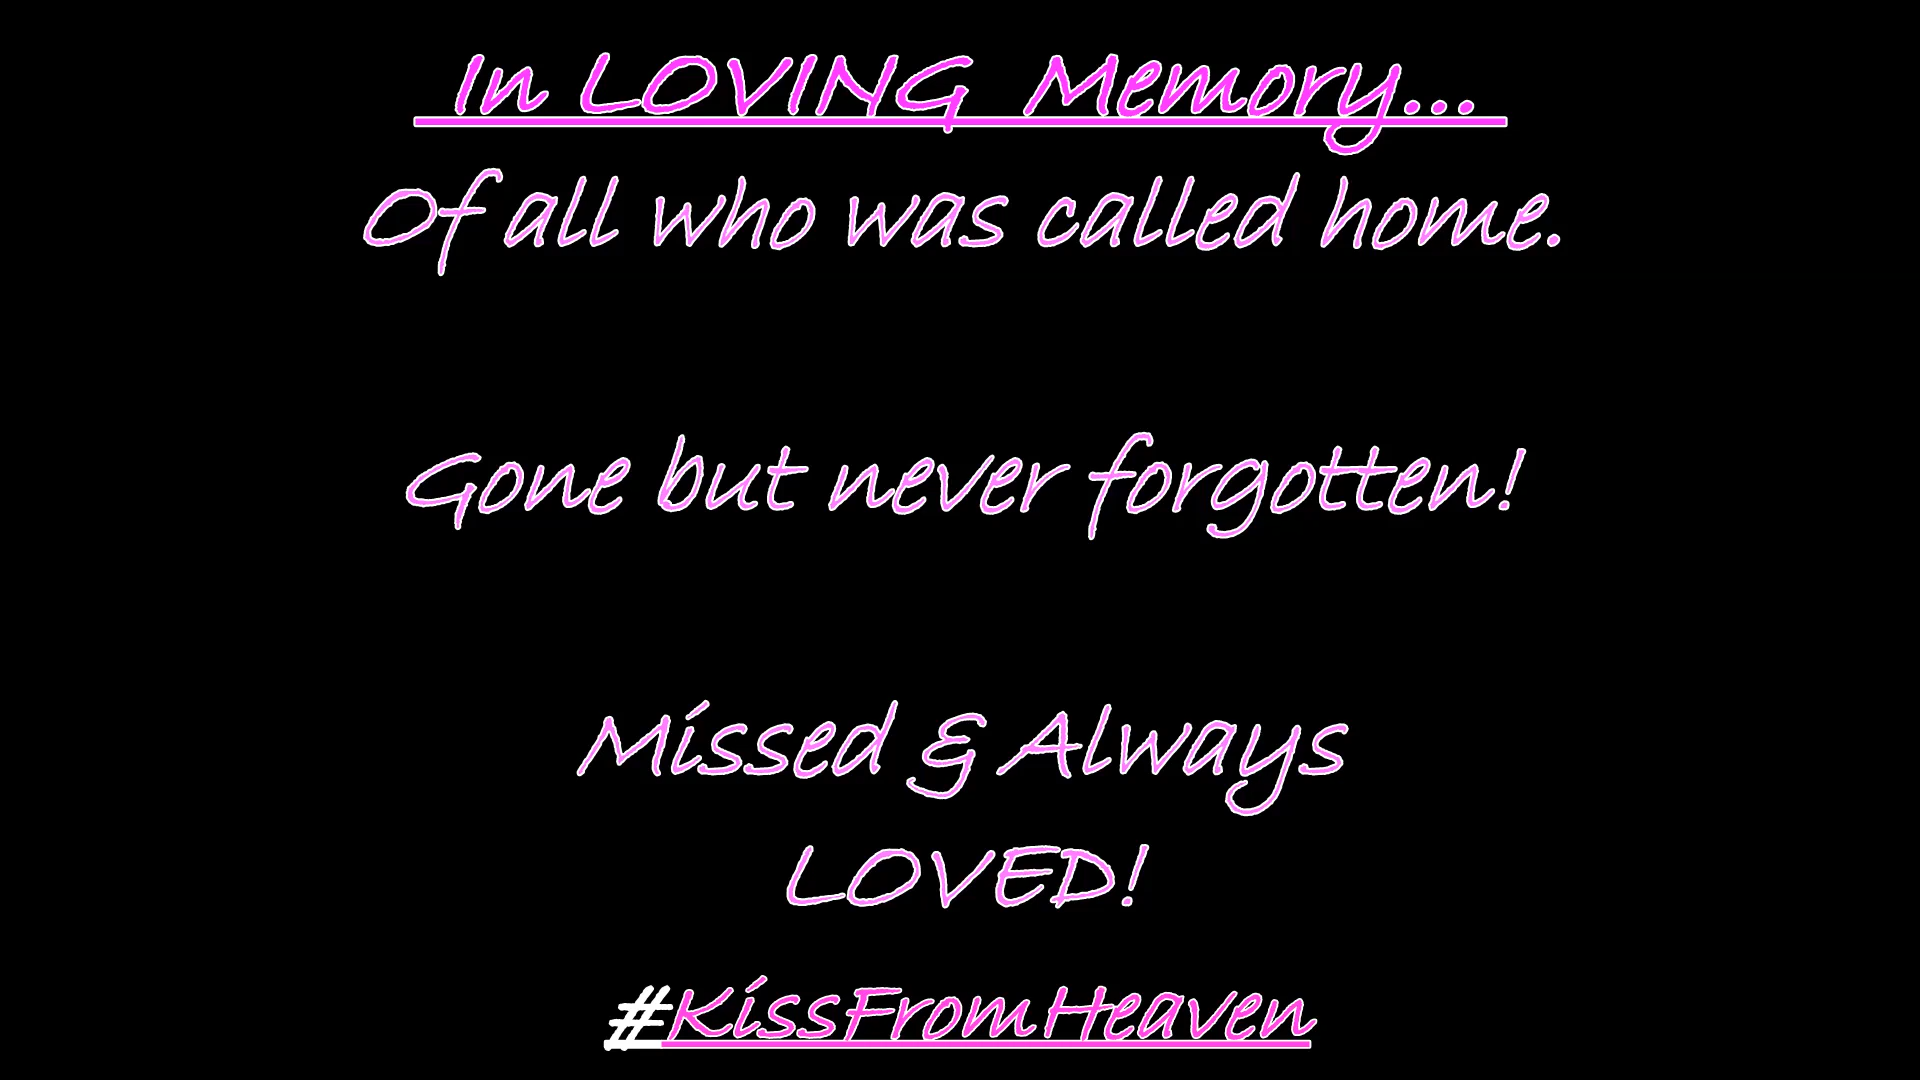 In LOVING Memory...
Of all who was called home.
Gone but never forgotten!
Missed & Always
LOVED!
#KissFromHeaven